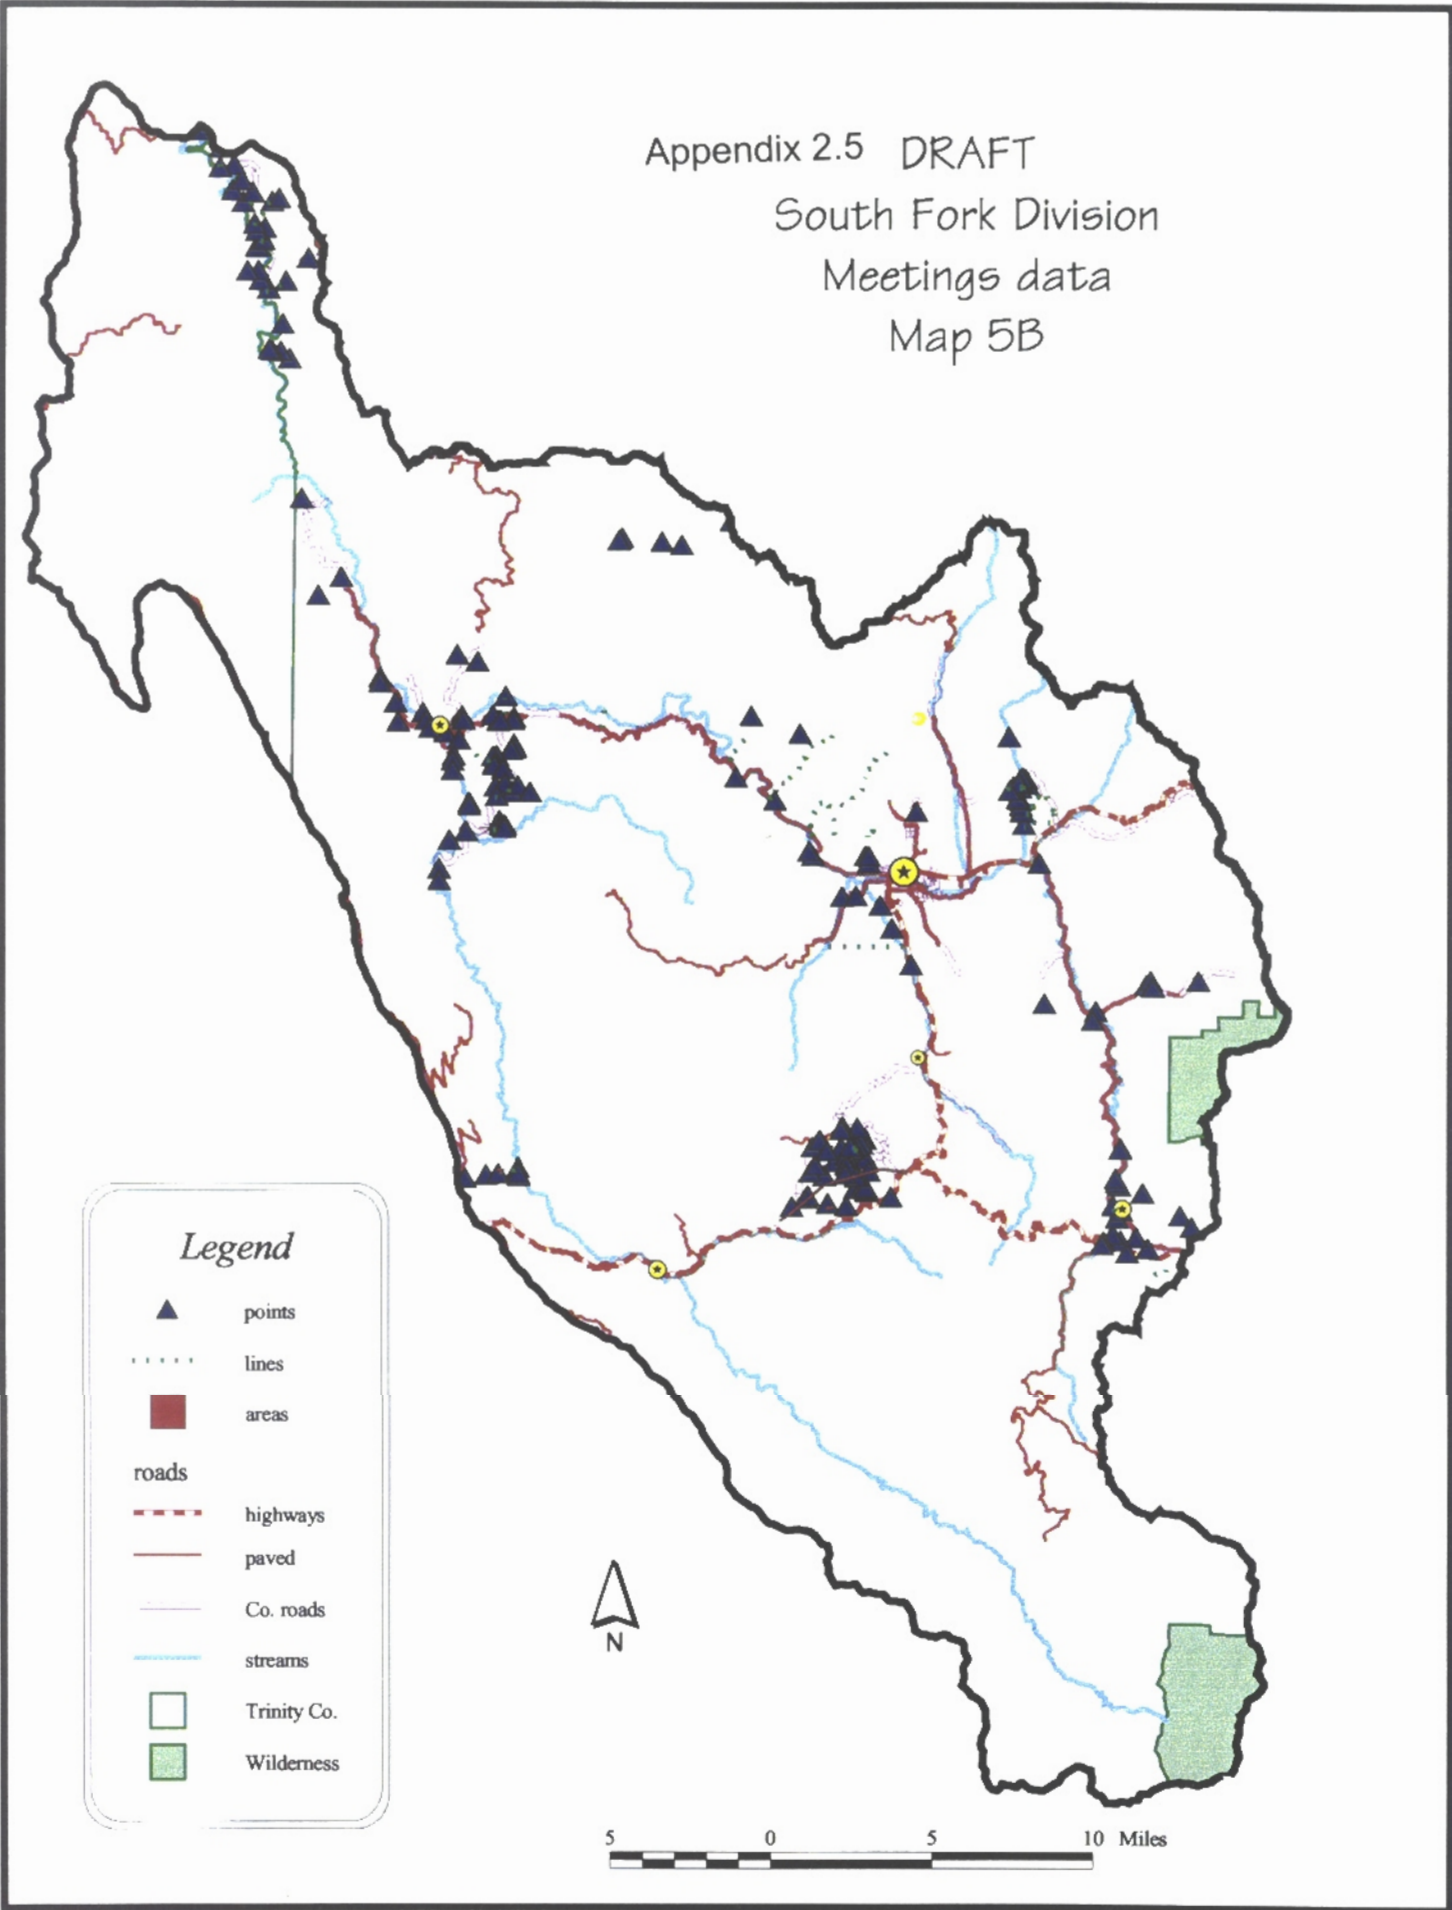 Appendix 2.5 DRAFT
South Fork Division
Meetings data
Map 5B
Legend
points
lines
areas
roads
highways
paved
Co. roads
streams
Trinity Co.
Wilderness
N
5 0 5 10 Miles